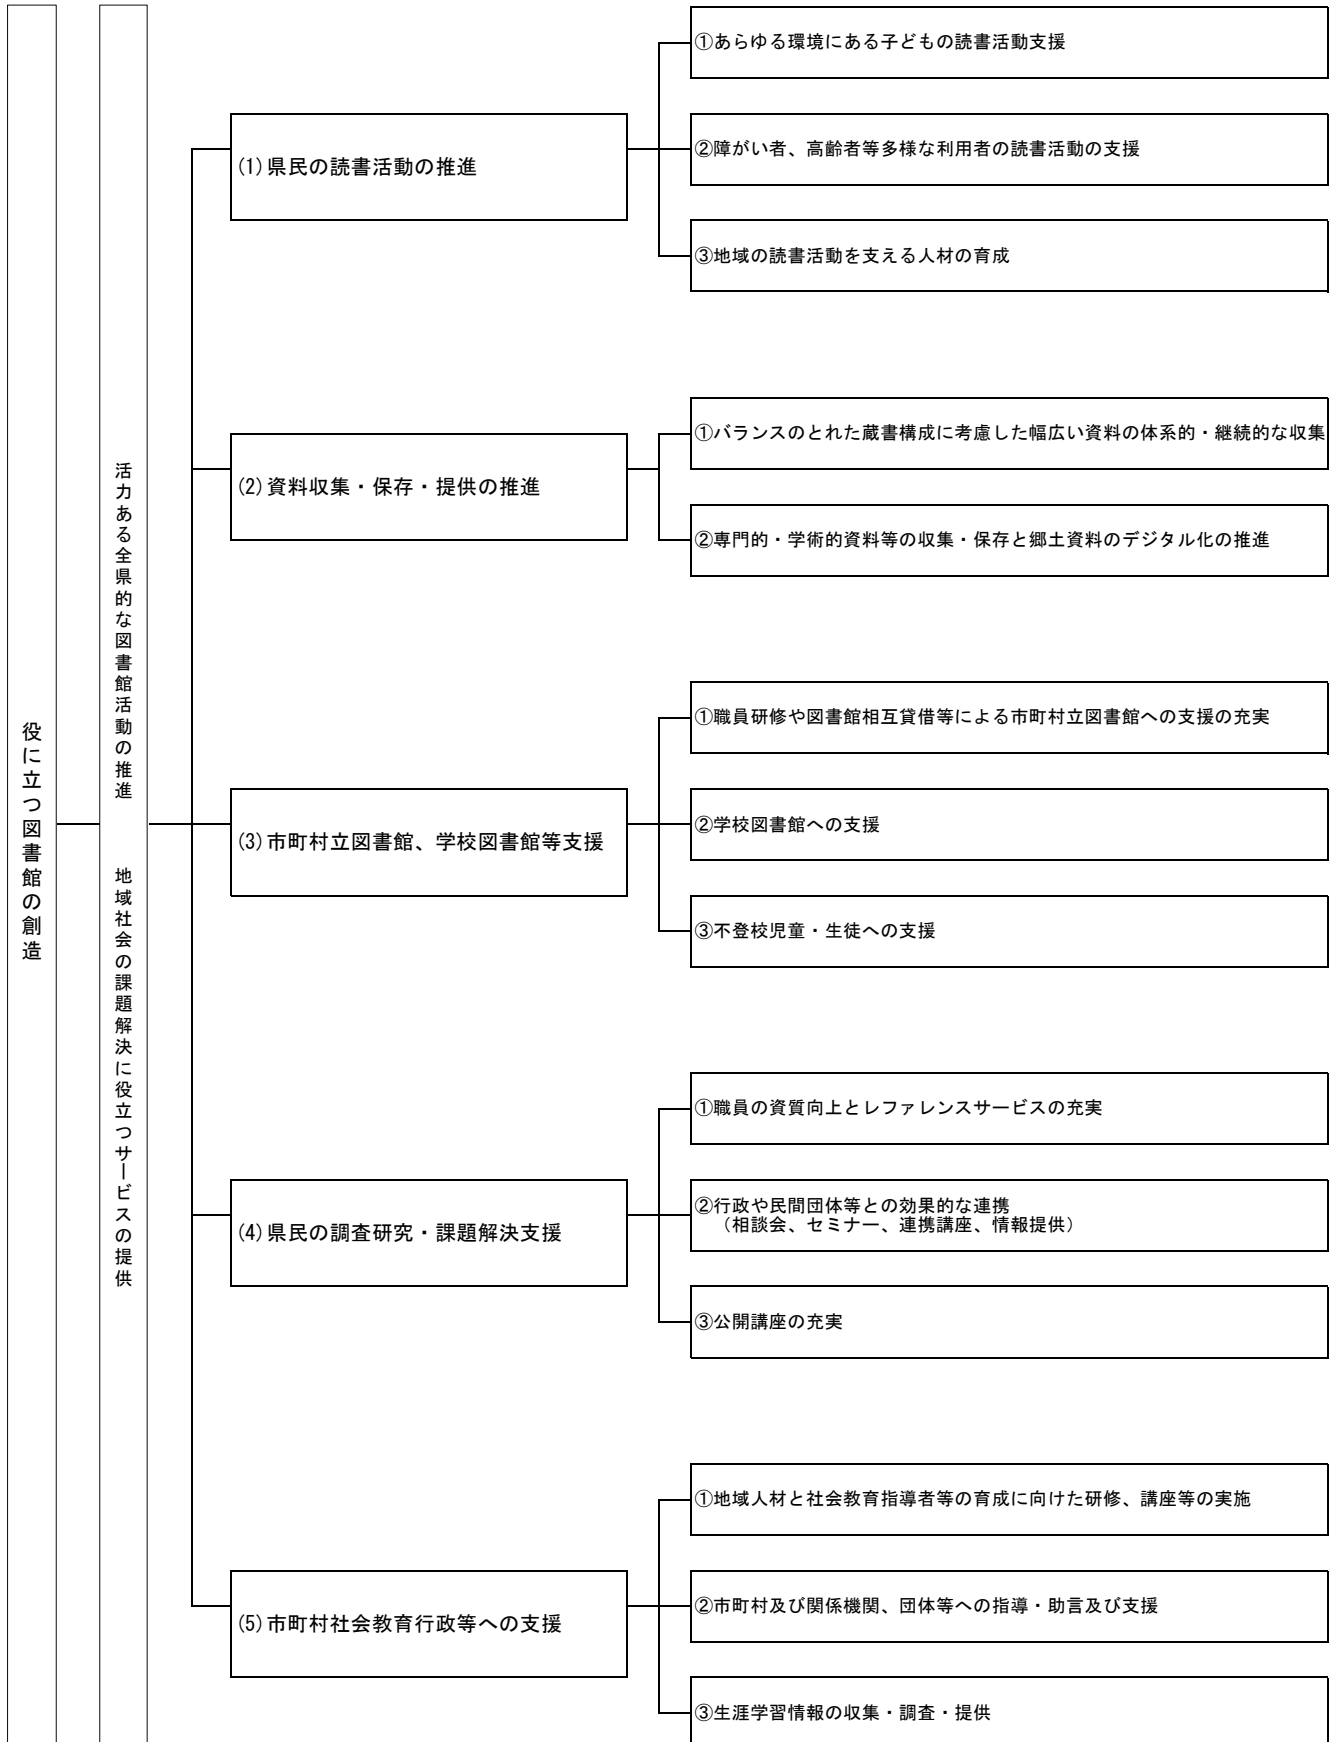 役に立つ図書館の創造
活力ある全県的な図書館活動の推進　地域社会の課題解決に役立つサービスの提供
(1)県民の読書活動の推進
①あらゆる環境にある子どもの読書活動支援
②障がい者、高齢者等多様な利用者の読書活動の支援
③地域の読書活動を支える人材の育成
(2)資料収集・保存・提供の推進
①バランスのとれた蔵書構成に考慮した幅広い資料の体系的・継続的な収集
②専門的・学術的資料等の収集・保存と郷土資料のデジタル化の推進
(3)市町村立図書館、学校図書館等支援
①職員研修や図書館相互貸借等による市町村立図書館への支援の充実
②学校図書館への支援
③不登校児童・生徒への支援
(4)県民の調査研究・課題解決支援
①職員の資質向上とレファレンスサービスの充実
②行政や民間団体等との効果的な連携
（相談会、セミナー、連携講座、情報提供）
③公開講座の充実
(5)市町村社会教育行政等への支援
①地域人材と社会教育指導者等の育成に向けた研修、講座等の実施
②市町村及び関係機関、団体等への指導・助言及び支援
③生涯学習情報の収集・調査・提供